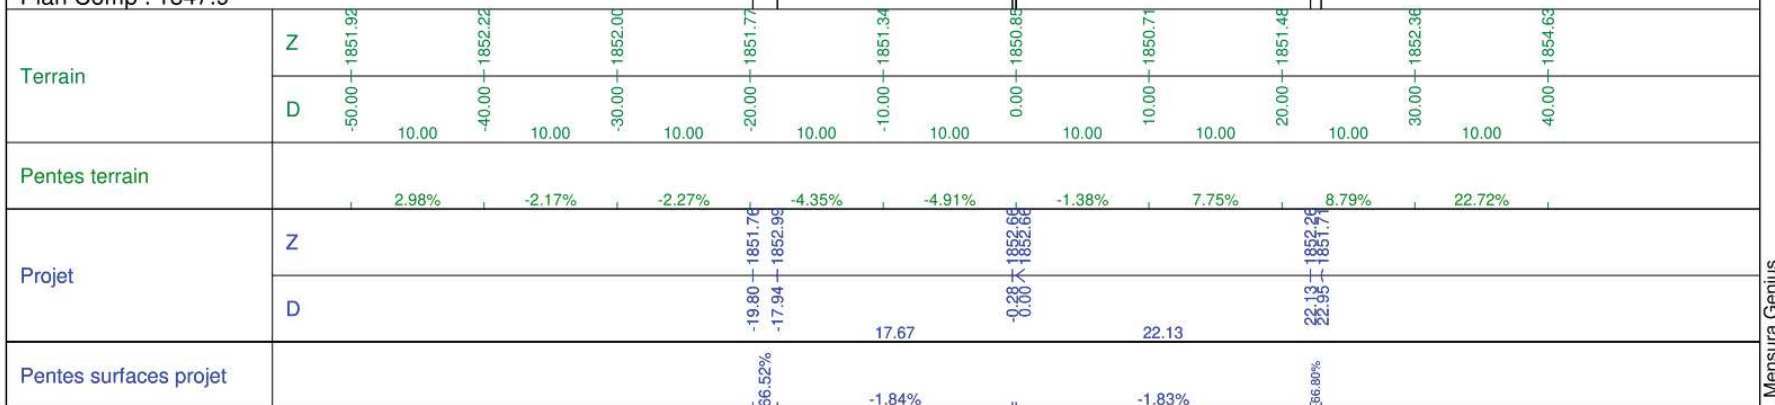 Plan Comp : 1847.9
Terrain
Z
1851.92 1852.22 1852.00 1851.77 1851.34 1850.85 1850.71 1851.48 1852.36 1854.63
D
-50.00 -40.00 -30.00 -20.00 -10.00 0.00 10.00 20.00 30.00 40.00
10.00 10.00 10.00 10.00 10.00 10.00 10.00 10.00 10.00
Pentes terrain
2.98% -2.17% -2.27% -4.35% -4.91% -1.38% 7.75% 8.79% 22.72%
Projet
Z
1851.76 1852.99 1852.66 1852.66 1852.26 1851.71
D
-19.80 -17.94 -0.28 0.00 22.13 22.95
17.67 22.13
Pentes surfaces projet
66.52% -1.84% -1.83% 66.80%
Mensura Genius